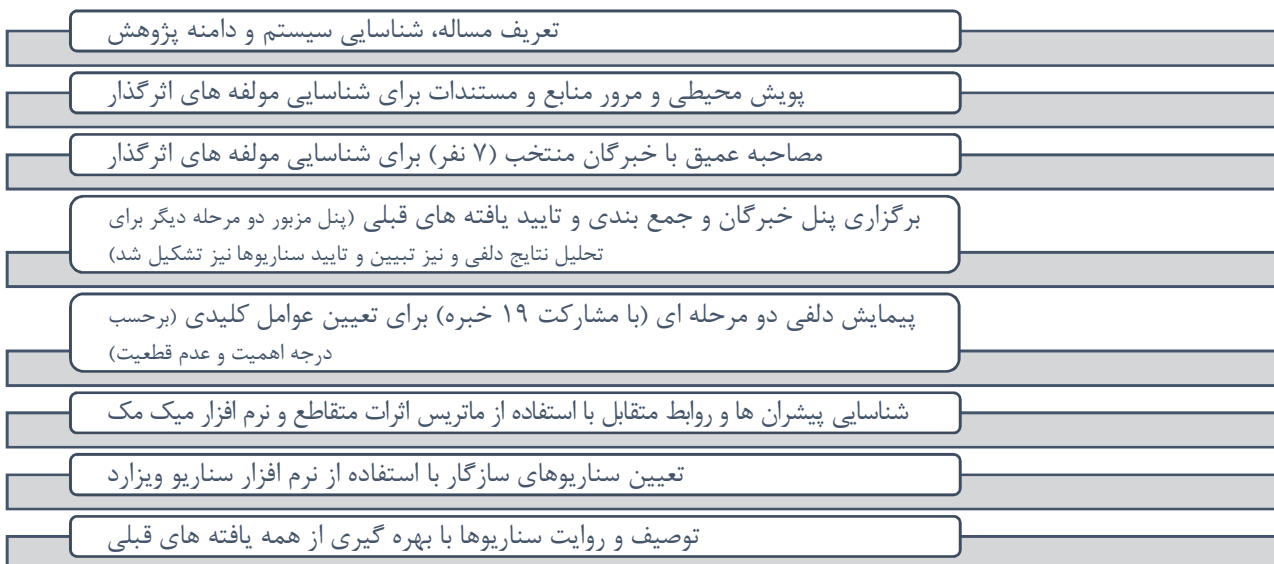 تعریف مساله، شناسایی سیستم و دامنه پژوهش
پویش محیطی و مرور منابع و مستندات برای شناسایی مولفه های اثرگذار
مصاحبه عمیق با خبرگان منتخب (۷ نفر) برای شناسایی مولفه های اثرگذار
برگزاری پنل خبرگان و جمع بندی و تایید یافته های قبلی (پنل مزبور دو مرحله دیگر برای
تحلیل نتایج دلفی و نیز تبیین و تایید سناریوها نیز تشکیل شد)
پیمایش دلفی دو مرحله ای (با مشارکت ۱۹ خبره) برای تعیین عوامل کلیدی (برحسب
درجه اهمیت و عدم قطعیت)
شناسایی پیشران ها و روابط متقابل با استفاده از ماتریس اثرات متقاطع و نرم افزار میک مک
تعیین سناریوهای سازگار با استفاده از نرم افزار سناریو ویزارد
توصیف و روایت سناریوها با بهره گیری از همه یافته های قبلی